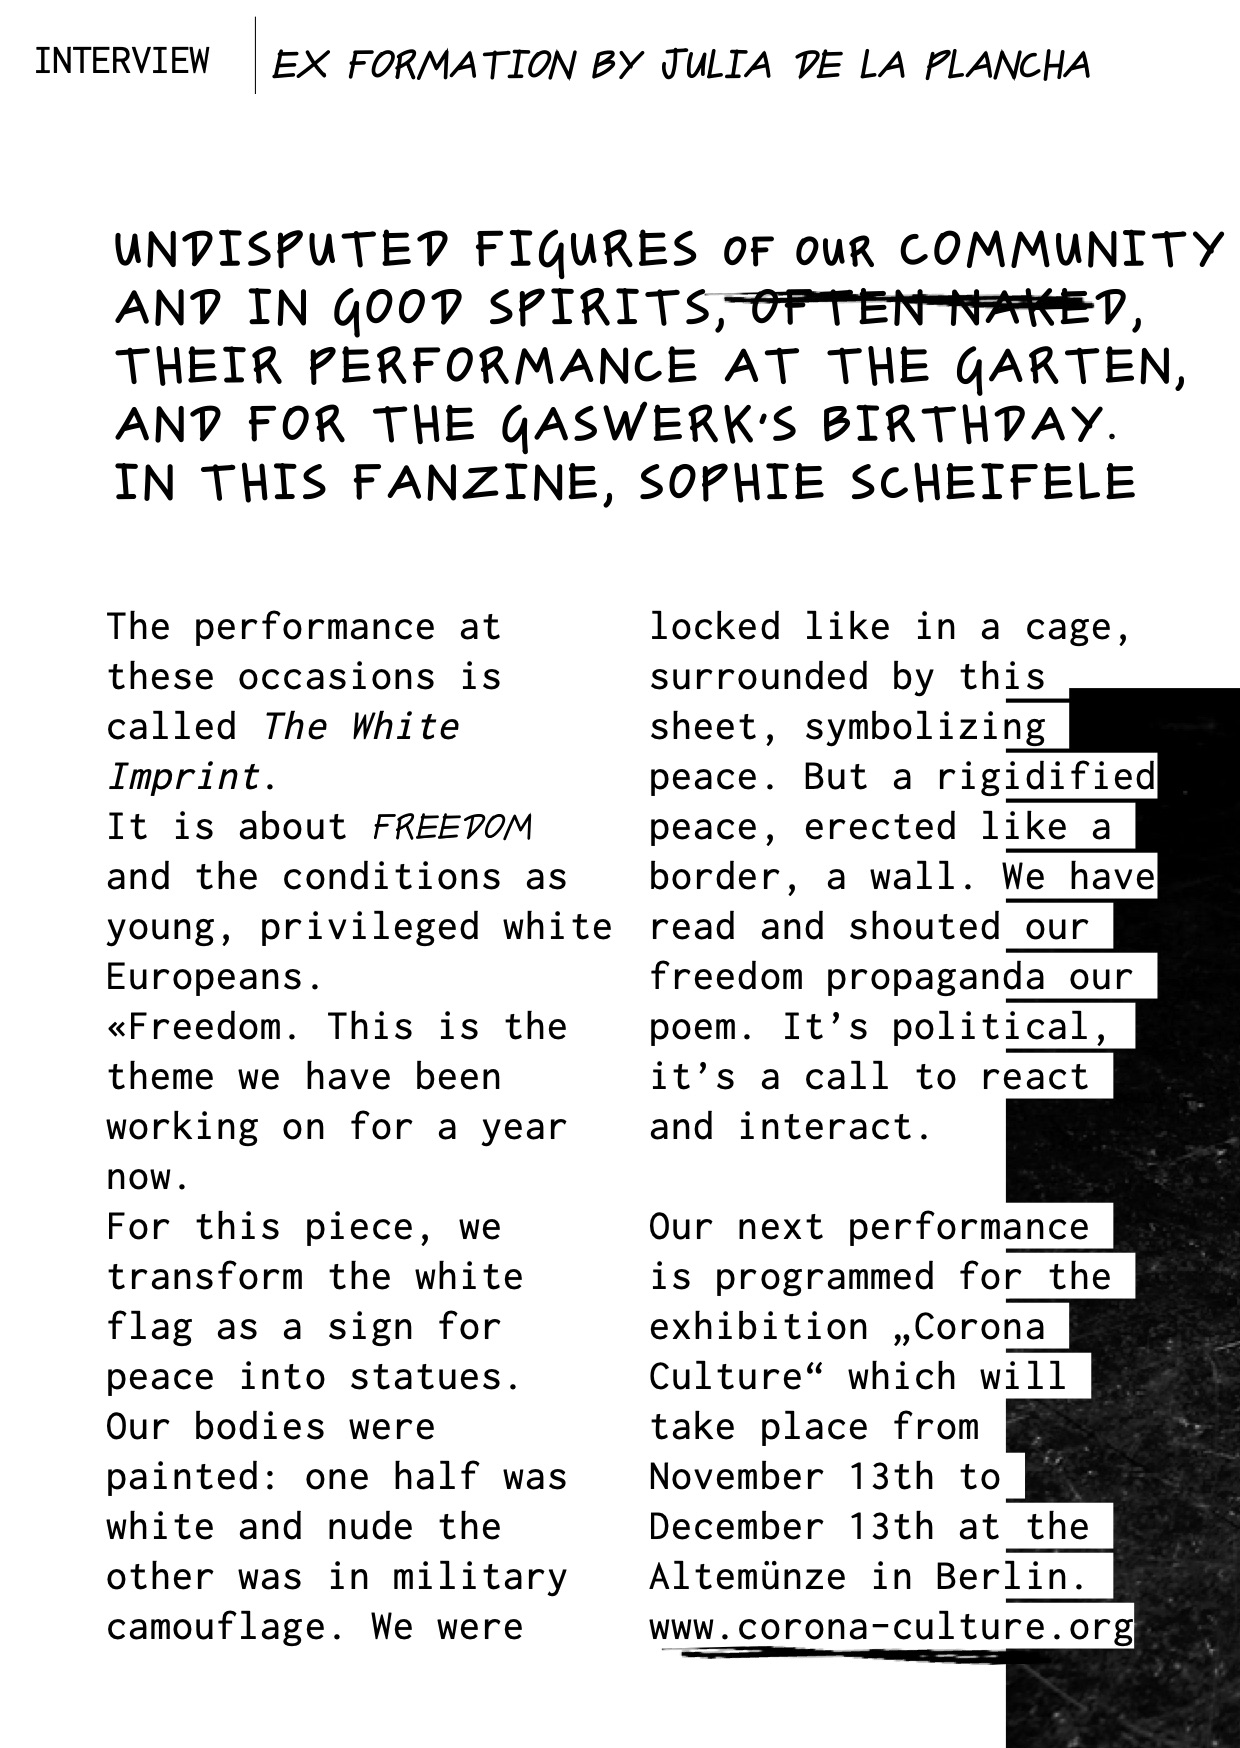 INTERVIEW
EX FORMATION BY JULIA DE LA PLANCHA
UNDISPUTED FIGURES OF OUR COMMUNITY
AND IN GOOD SPIRITS, OFTEN NAKED,
THEIR PERFORMANCE AT THE GARTEN,
AND FOR THE GASWERK'S BIRTHDAY.
IN THIS FANZINE, SOPHIE SCHEIFELE
The performance at
these occasions is
called The White
Imprint.
It is about FREEDOM
and the conditions as
young, privileged white
Europeans.
«Freedom. This is the
theme we have been
working on for a year
now.
For this piece, we
transform the white
flag as a sign for
peace into statues.
Our bodies were
painted: one half was
white and nude the
other was in military
camouflage. We were
locked like in a cage,
surrounded by this
sheet, symbolizing
peace. But a rigidified
peace, erected like a
border, a wall. We have
read and shouted our
freedom propaganda our
poem. It’s political,
it’s a call to react
and interact.
Our next performance
is programmed for the
exhibition „Corona
Culture“ which will
take place from
November 13th to
December 13th at the
Altemünze in Berlin.
www.corona-culture.org